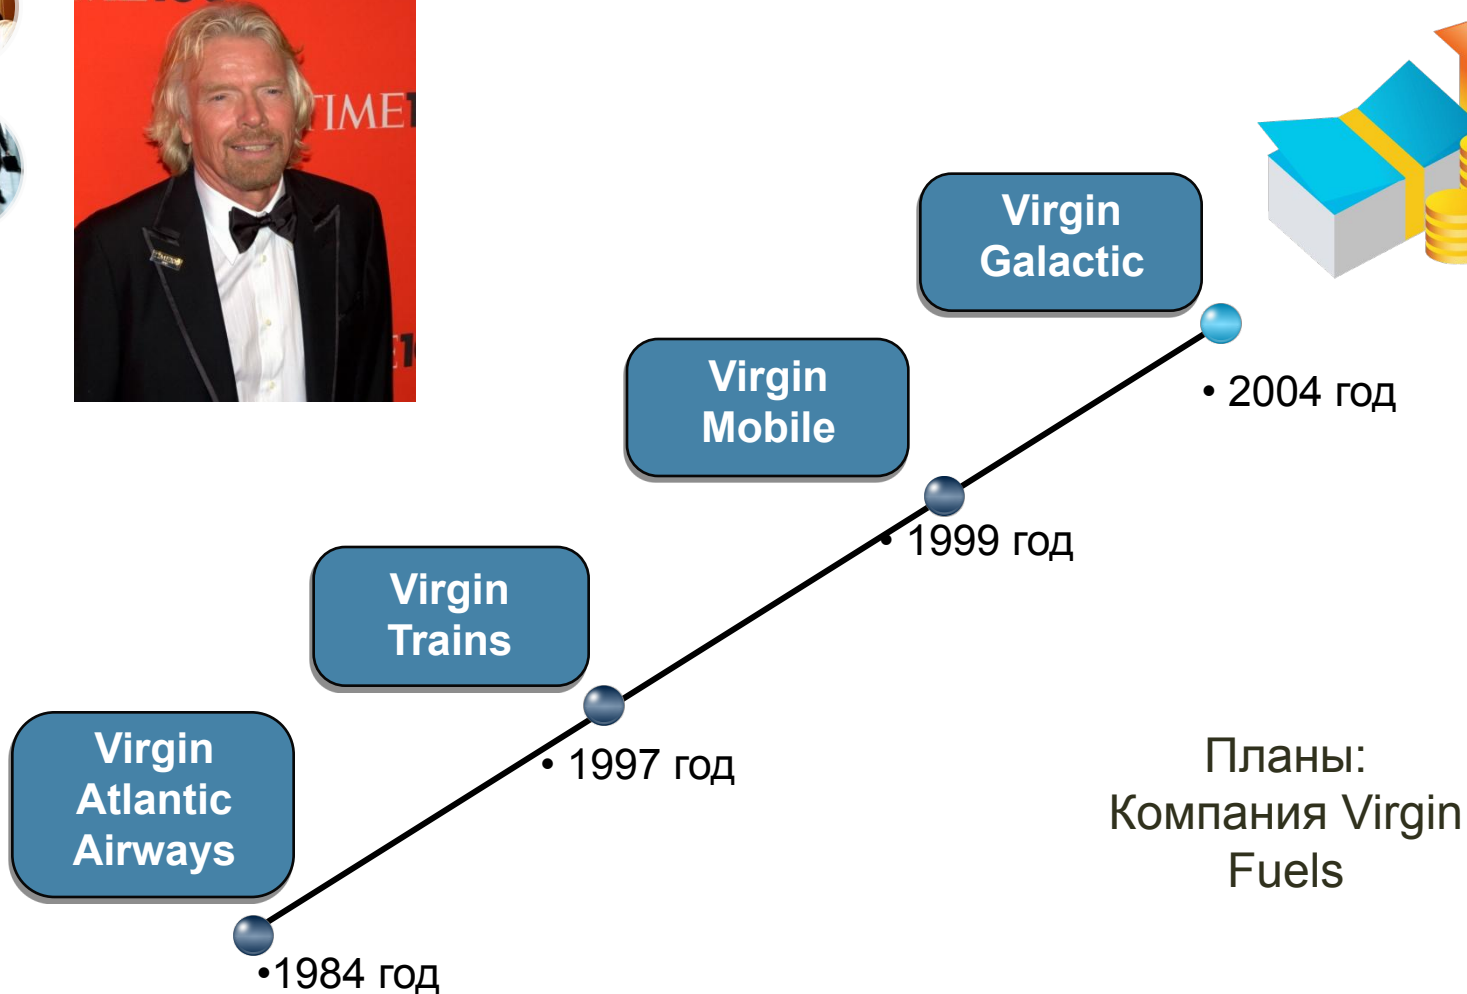 TIME1
Virgin
Galactic
• 2004 год
Virgin
Mobile
• 1999 год
Virgin
Trains
• 1997 год
Virgin
Atlantic
Airways
•1984 год
Планы:
Компания Virgin
Fuels